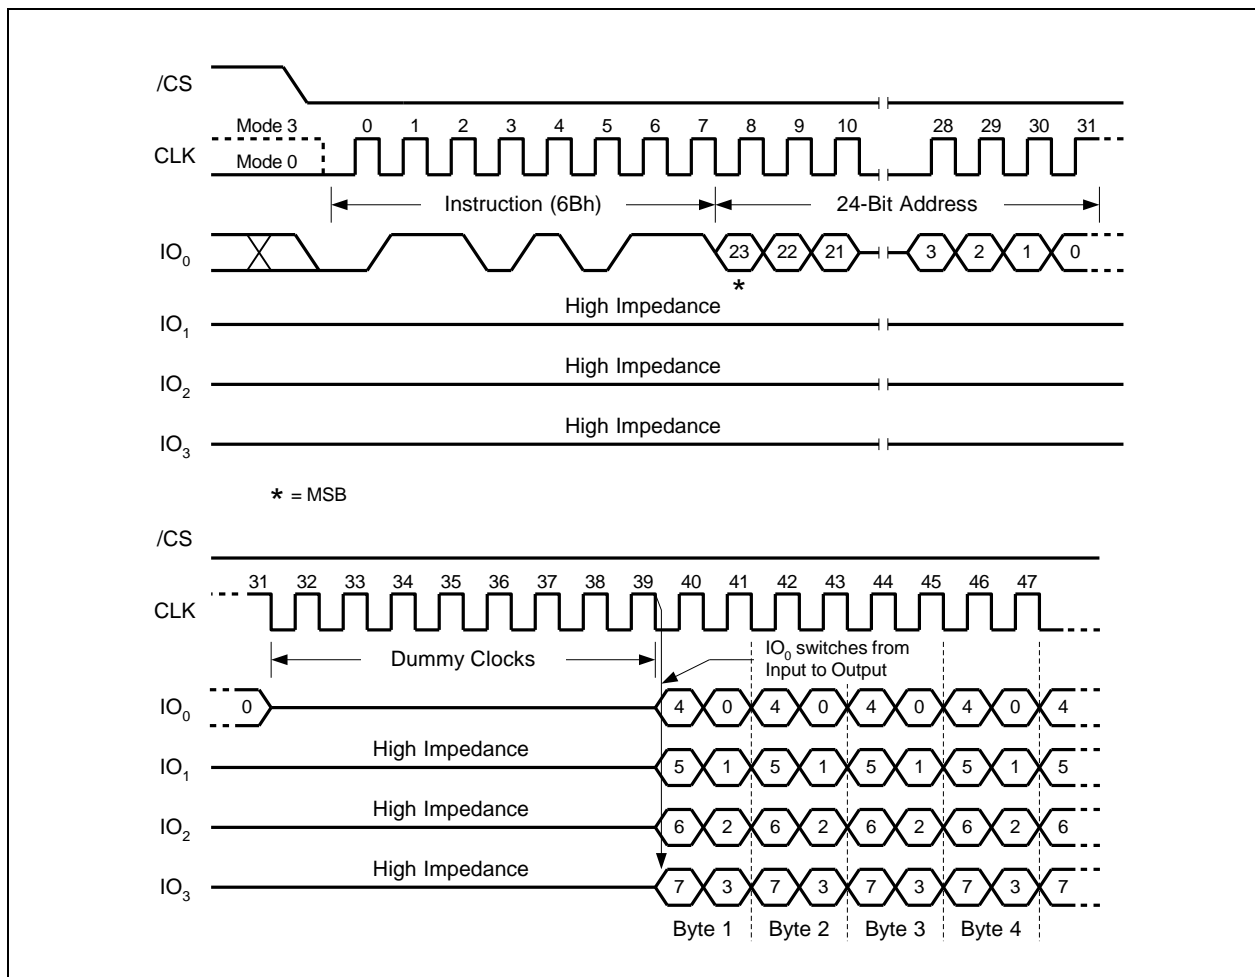 /CS
Mode 3 0 1 2 3 4 5 6 7 8 9 10 28 29 30 31
CLK
Mode 0
Instruction (6Bh) 24-Bit Address
IO0 23 22 21 3 2 1 0
*
High Impedance
IO1
High Impedance
IO2
High Impedance
IO3
* = MSB
/CS
31 32 33 34 35 36 37 38 39 40 41 42 43 44 45 46 47
CLK
Dummy Clocks
IO0 switches from
Input to Output
IO0 0 4 0 4 0 4 0 4 0 4
High Impedance
IO1 5 1 5 1 5 1 5 1 5
High Impedance
IO2 6 2 6 2 6 2 6 2 6
High Impedance
IO3 7 3 7 3 7 3 7 3 7
Byte 1 Byte 2 Byte 3 Byte 4